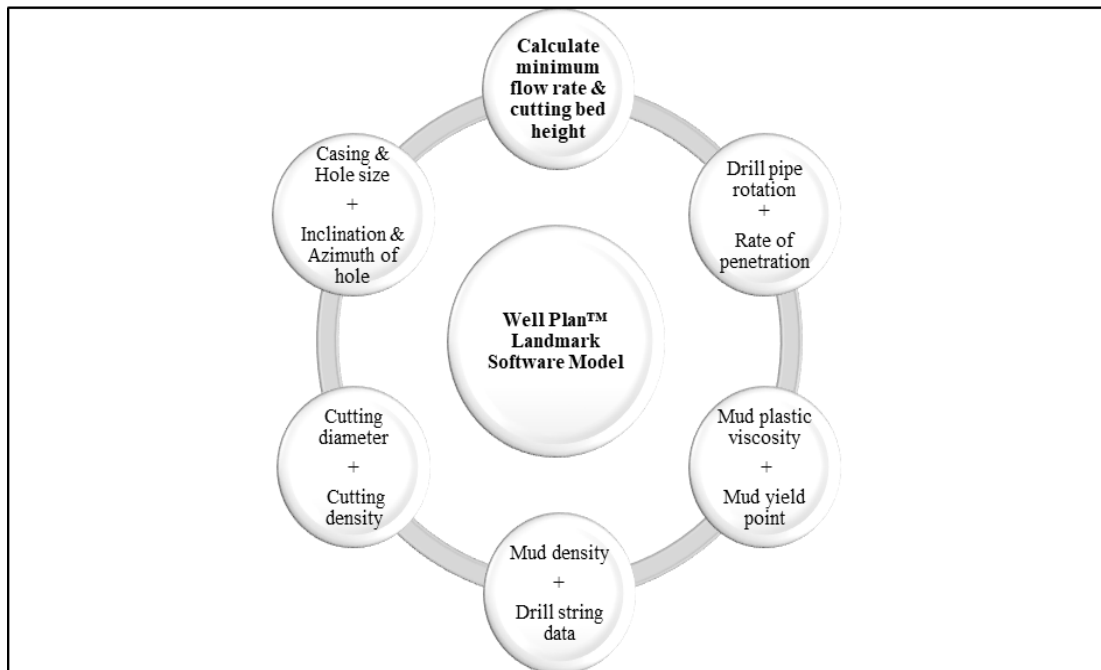 Calculate
minimum
flow rate &
cutting bed
height
Casing &
Hole size
+
Inclination &
Azimuth of
hole
Drill pipe
rotation
+
Rate of
penetration
Well Plan™
Landmark
Software Model
Cutting
diameter
+
Cutting
density
Mud plastic
viscosity
+
Mud yield
point
Mud density
+
Drill string
data